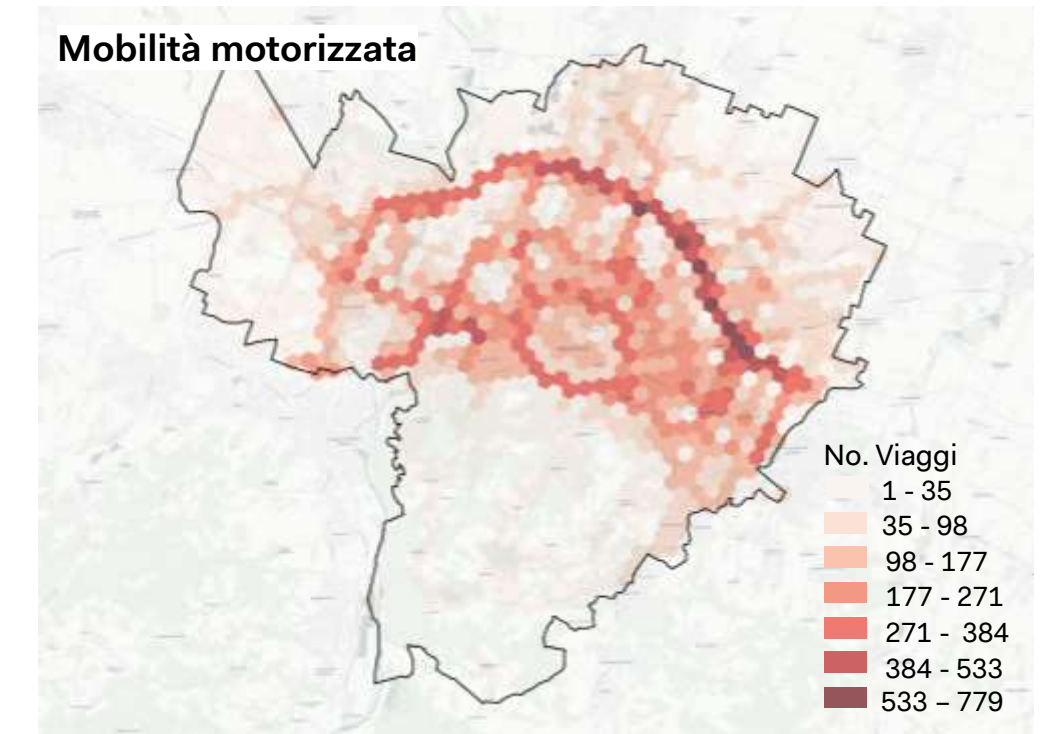 Mobilità motorizzata
No. Viaggi
1 - 35
35 - 98
98 - 177
177 - 271
271 - 384
384 - 533
533 – 779